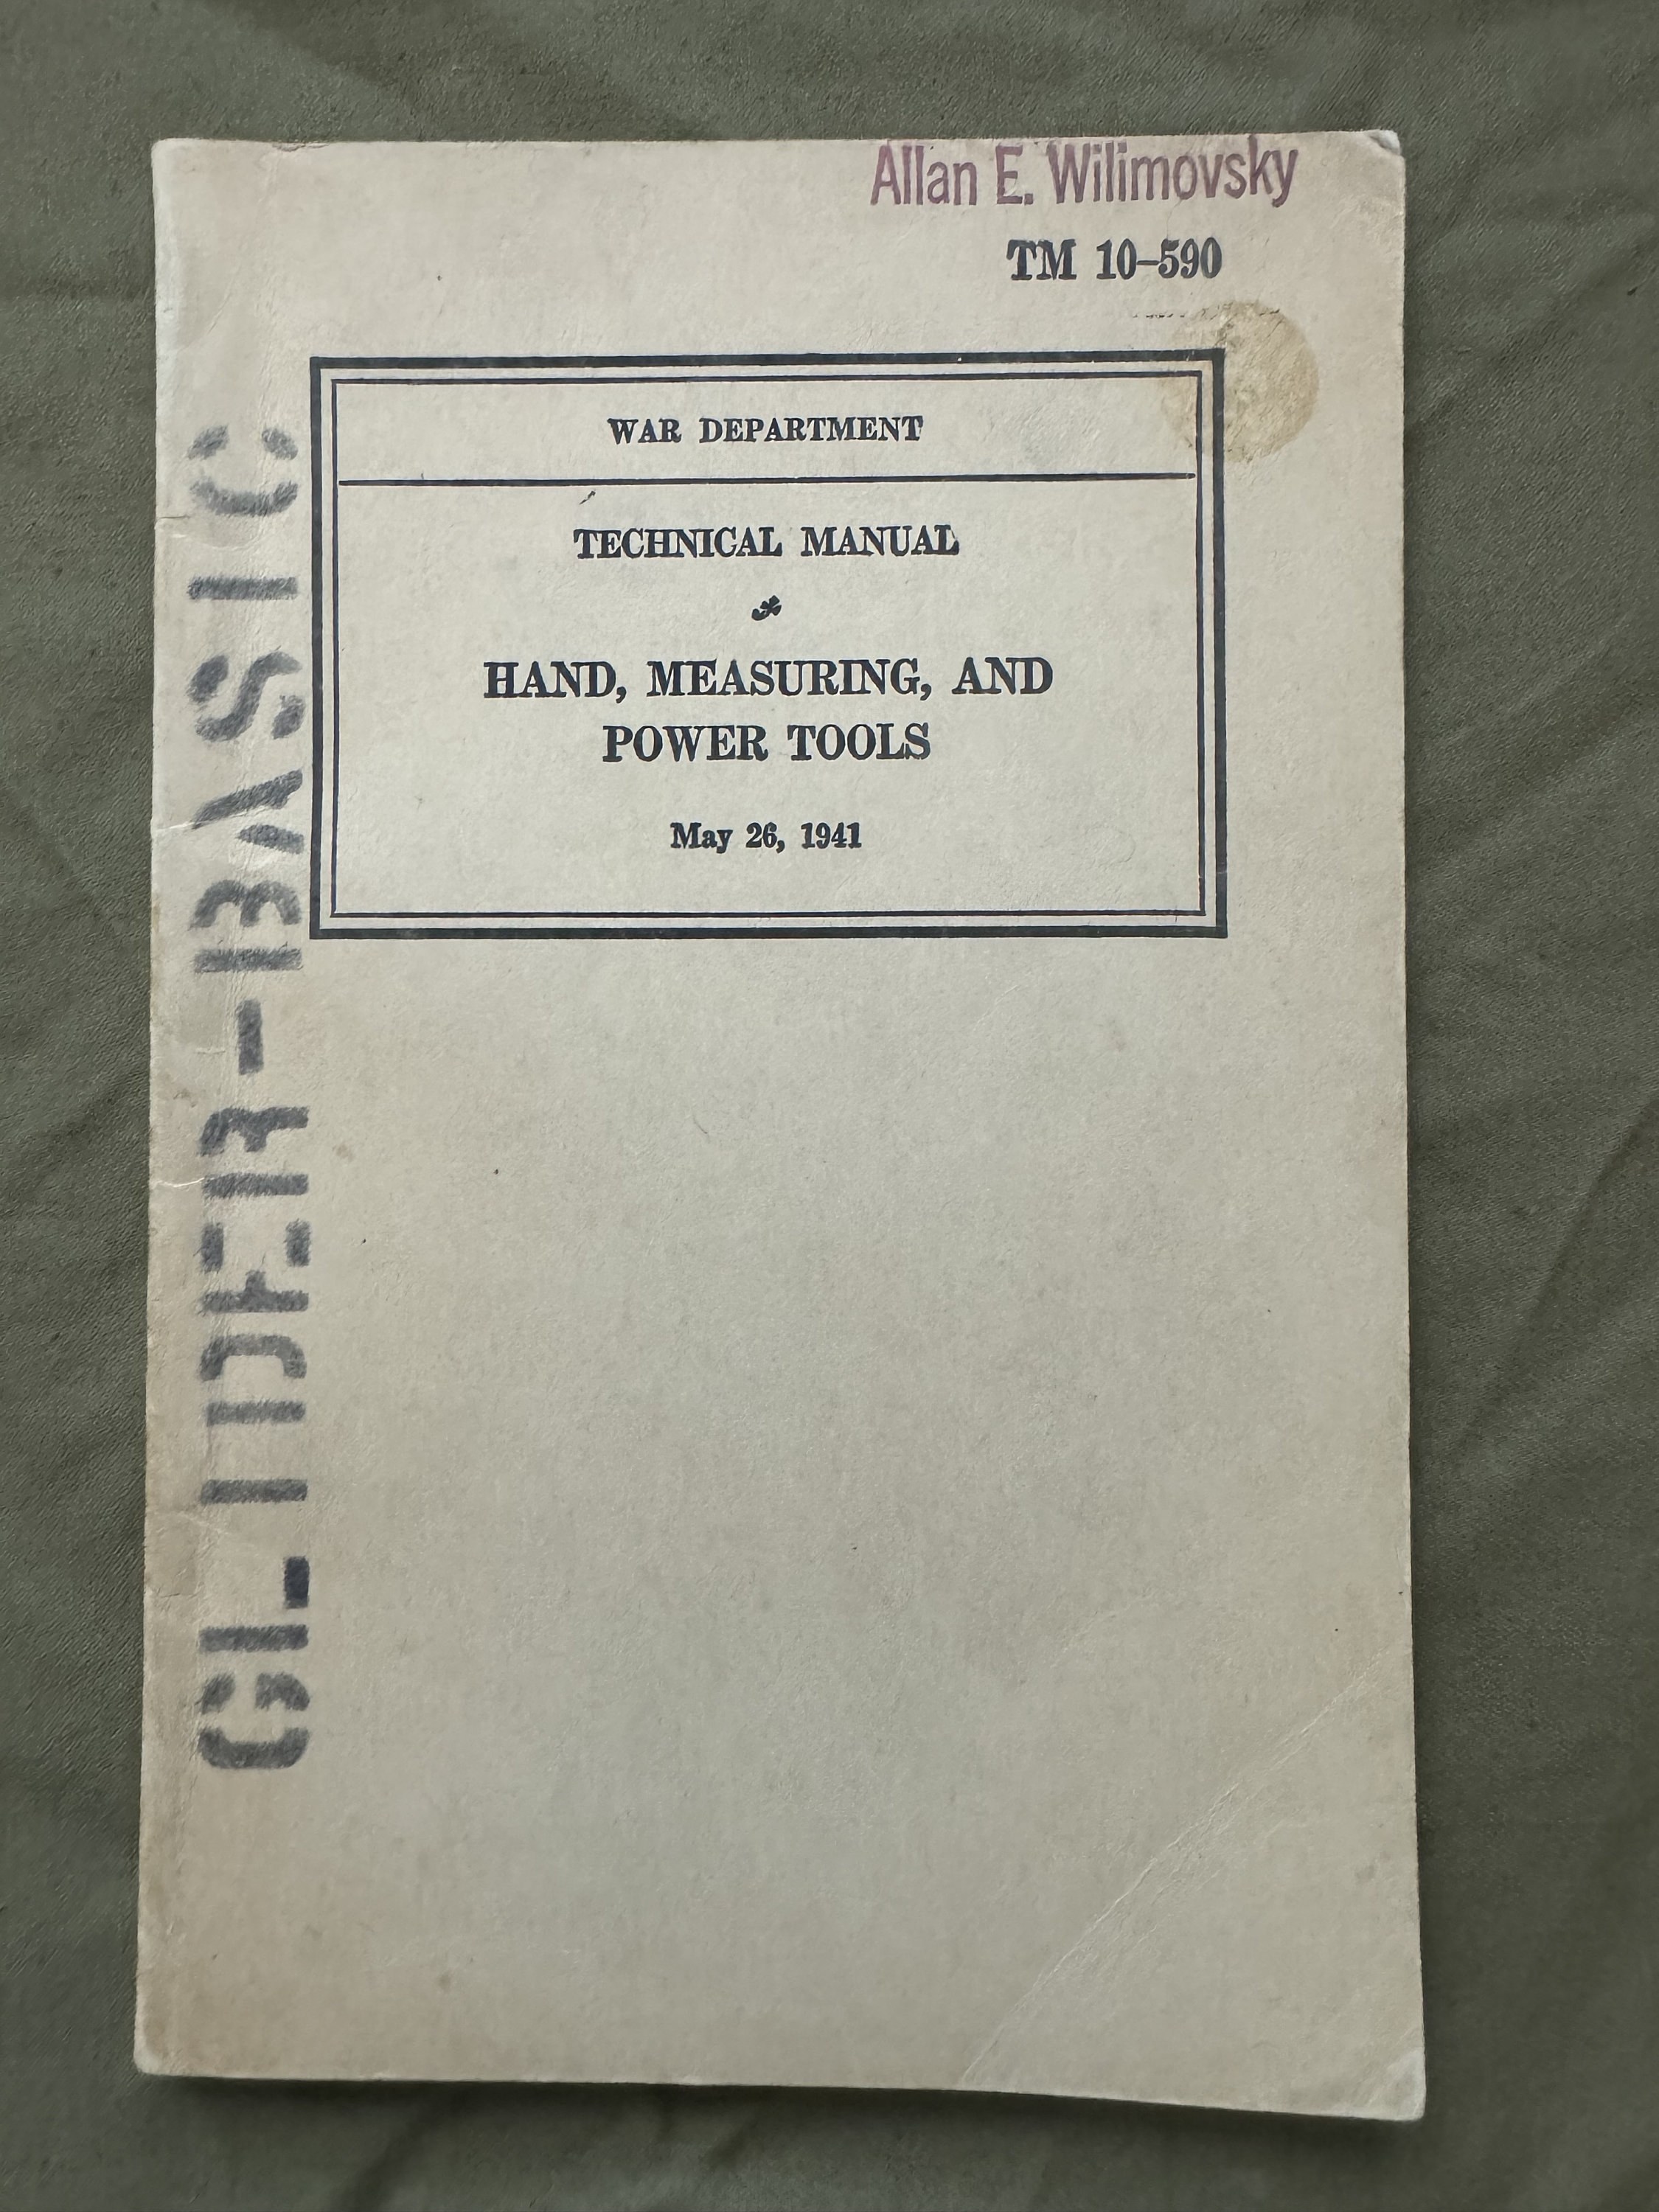 Allan E. Wilimovsky
TM 10–590
WAR DEPARTMENT
TECHNICAL MANUAL
HAND, MEASURING, AND
POWER TOOLS
May 26, 1941
GLIDER-BASIC